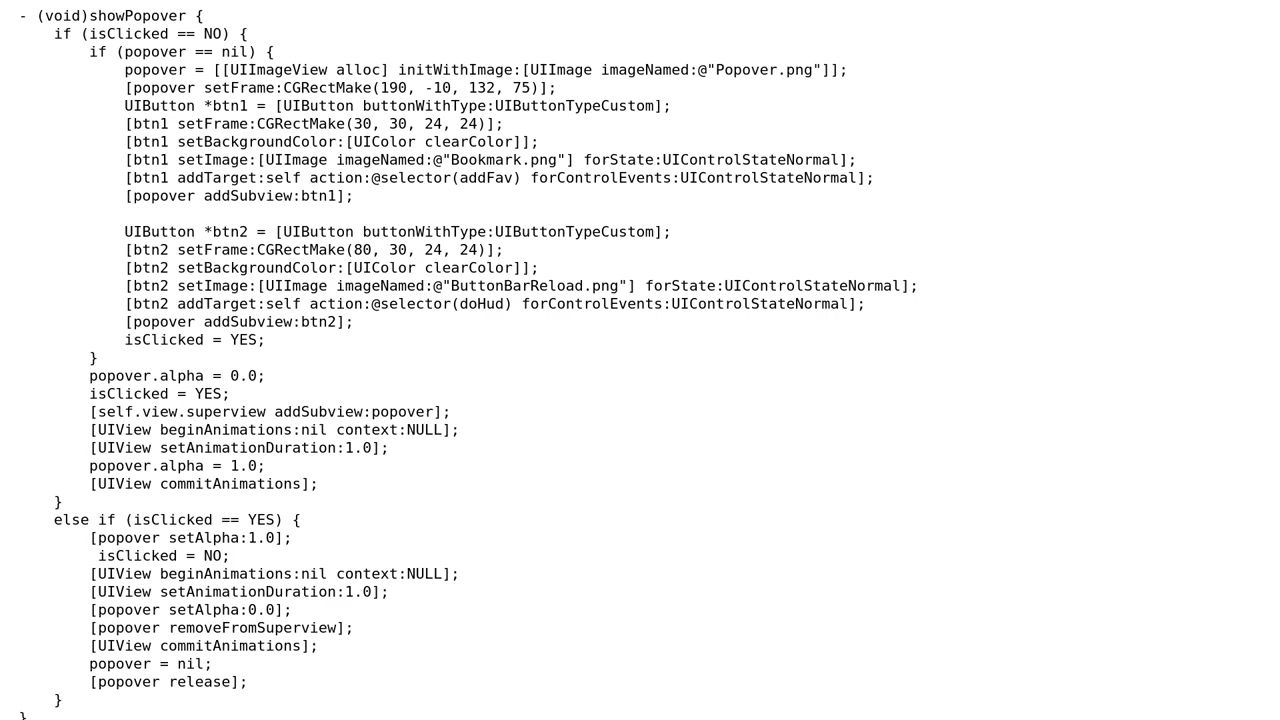 - (void)showPopover {
    if (isClicked == NO) {
        if (popover == nil) {
            popover = [[UIImageView alloc] initWithImage:[UIImage imageNamed:@"Popover.png"]];
            [popover setFrame:CGRectMake(190, -10, 132, 75)];
            UIButton *btn1 = [UIButton buttonWithType:UIButtonTypeCustom];
            [btn1 setFrame:CGRectMake(30, 30, 24, 24)];
            [btn1 setBackgroundColor:[UIColor clearColor]];
            [btn1 setImage:[UIImage imageNamed:@"Bookmark.png"] forState:UIControlStateNormal];
            [btn1 addTarget:self action:@selector(addFav) forControlEvents:UIControlStateNormal];
            [popover addSubview:btn1];

            UIButton *btn2 = [UIButton buttonWithType:UIButtonTypeCustom];
            [btn2 setFrame:CGRectMake(80, 30, 24, 24)];
            [btn2 setBackgroundColor:[UIColor clearColor]];
            [btn2 setImage:[UIImage imageNamed:@"ButtonBarReload.png"] forState:UIControlStateNormal];
            [btn2 addTarget:self action:@selector(doHud) forControlEvents:UIControlStateNormal];
            [popover addSubview:btn2];
            isClicked = YES;
        }
        popover.alpha = 0.0;
        isClicked = YES;
        [self.view.superview addSubview:popover];
        [UIView beginAnimations:nil context:NULL];
        [UIView setAnimationDuration:1.0];
        popover.alpha = 1.0;
        [UIView commitAnimations];
    }
    else if (isClicked == YES) {
        [popover setAlpha:1.0];
         isClicked = NO;
        [UIView beginAnimations:nil context:NULL];
        [UIView setAnimationDuration:1.0];
        [popover setAlpha:0.0];
        [popover removeFromSuperview];
        [UIView commitAnimations];
        popover = nil;
        [popover release];
    }
}